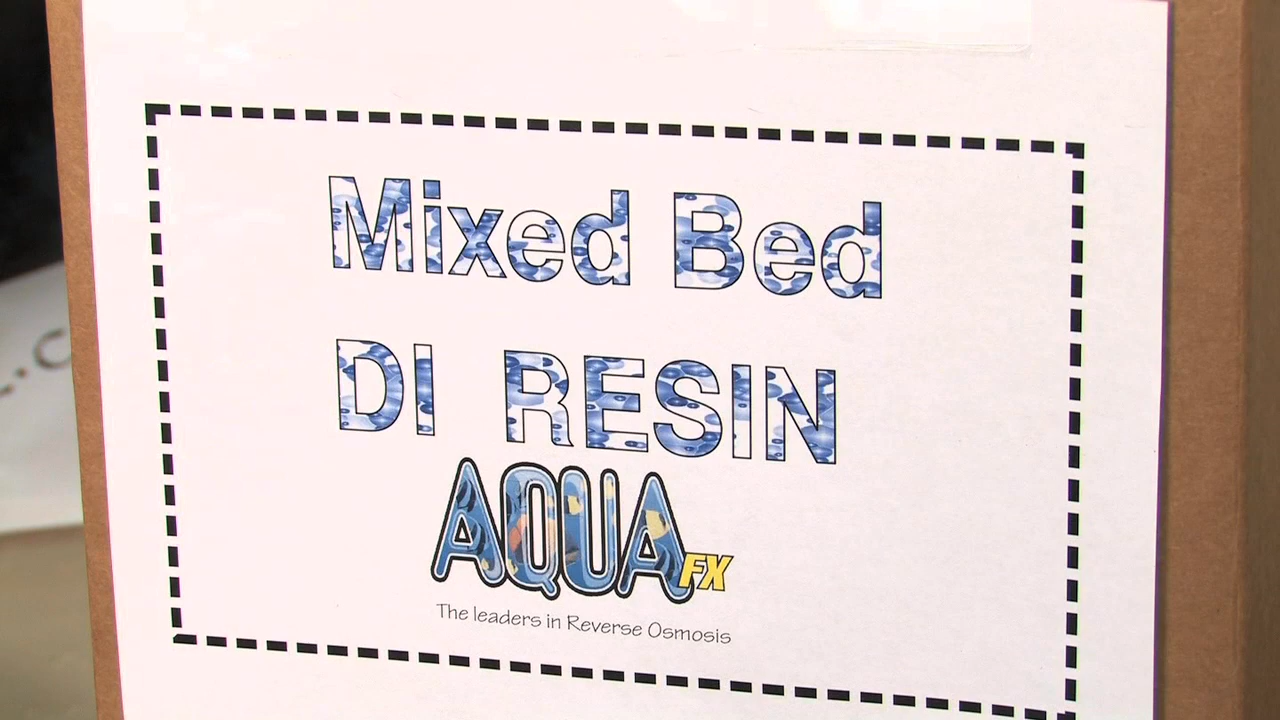 Mixed Bed
DI RESIN
AQUA FX
The leaders in Reverse Osmosis